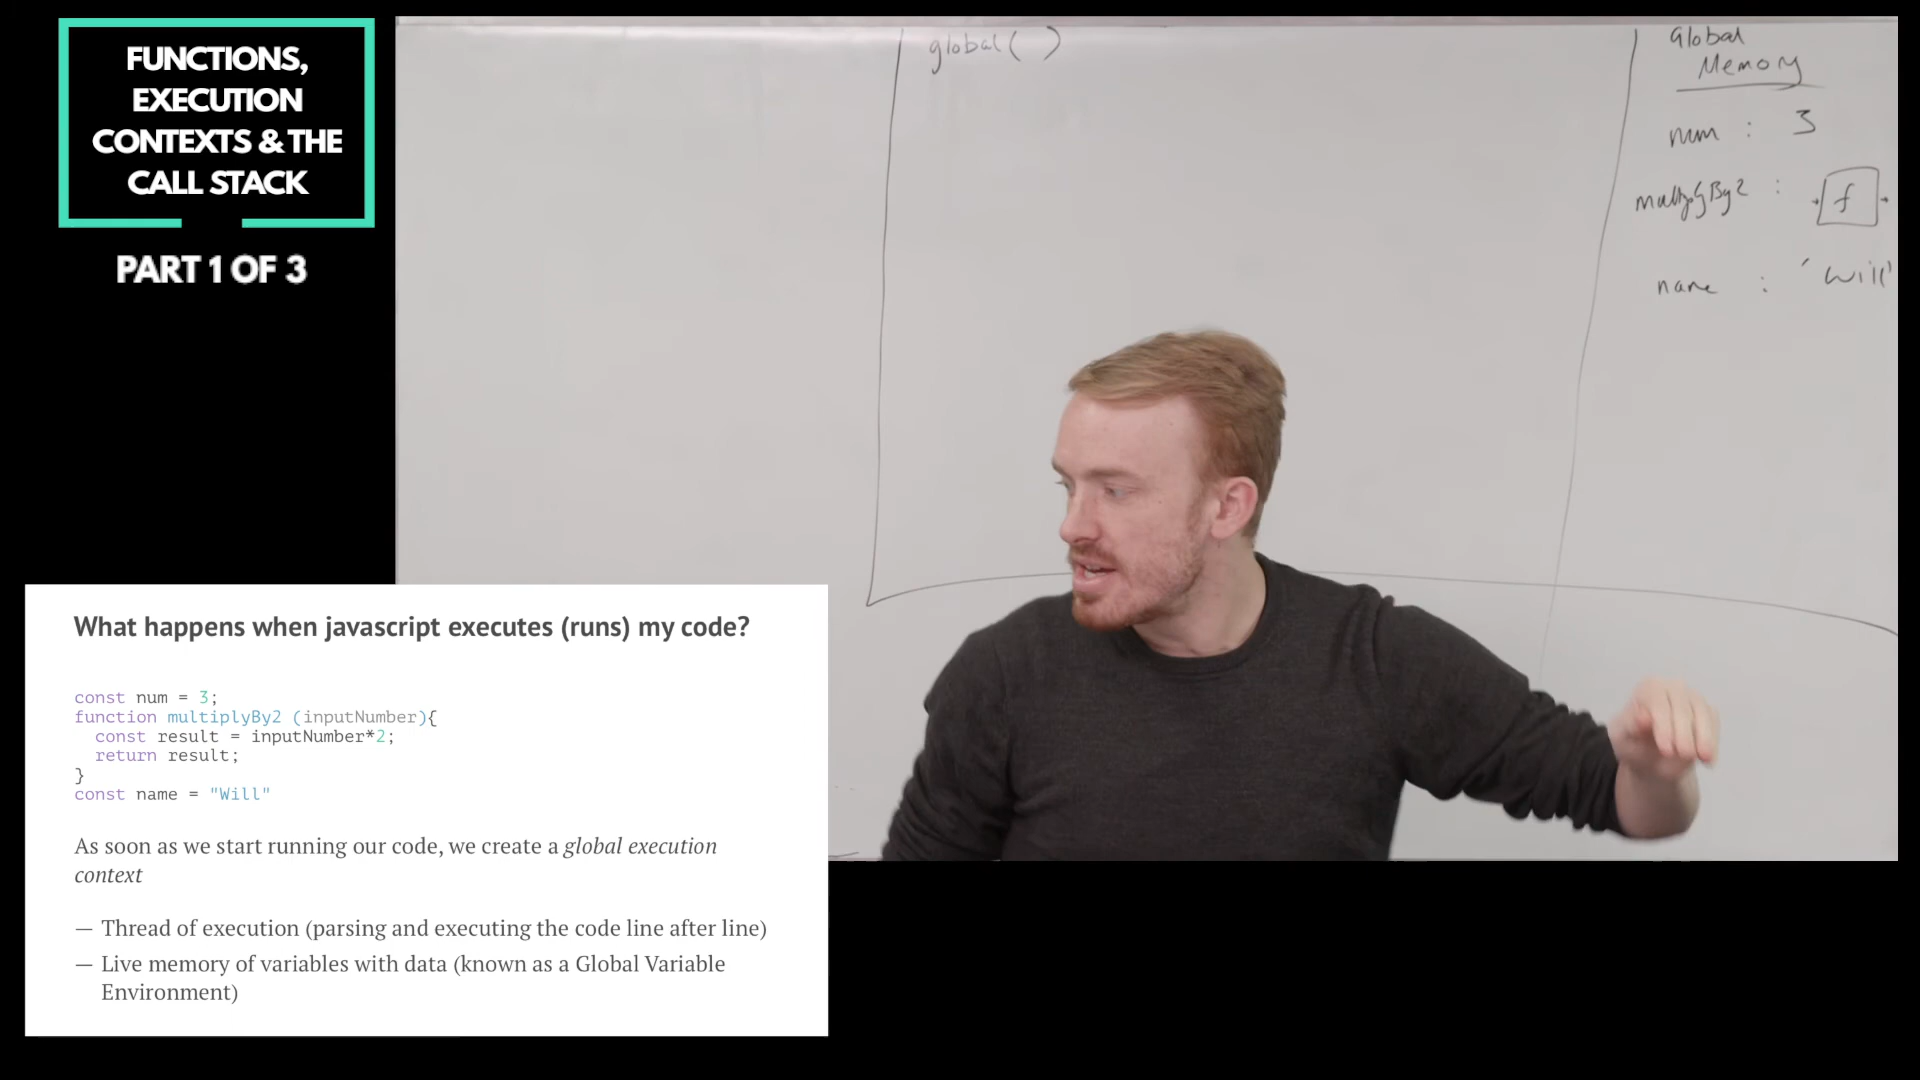 FUNCTIONS,
EXECUTION
CONTEXTS & THE
CALL STACK
PART 1 OF 3
global( )
Global
Memory
num : 3
multiplyBy2 : f
name : 'Will'
What happens when javascript executes (runs) my code?
const num = 3;
function multiplyBy2 (inputNumber){
const result = inputNumber*2;
return result;
}
const name = "Will"
As soon as we start running our code, we create a global execution
context
— Thread of execution (parsing and executing the code line after line)
— Live memory of variables with data (known as a Global Variable
Environment)